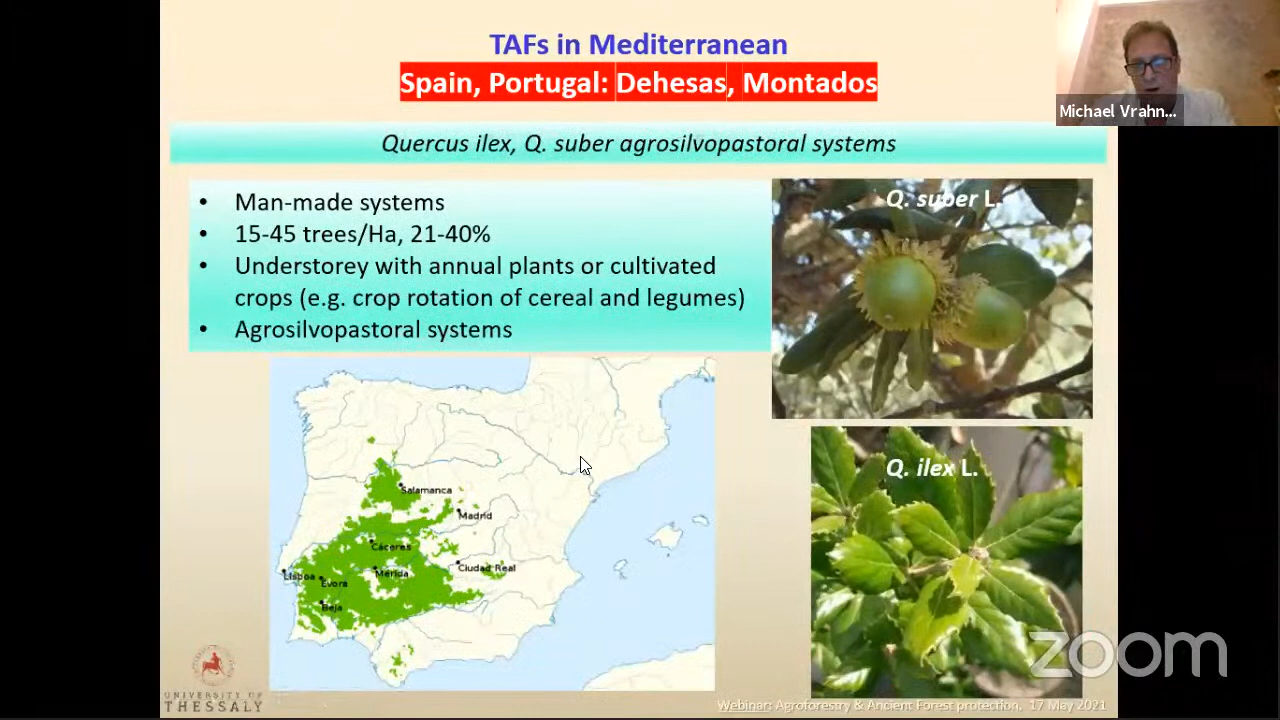 TAFs in Mediterranean
Spain, Portugal: Dehesas, Montados
Michael Vrahn...
Quercus ilex, Q. suber agrosilvopastoral systems
• Man-made systems
• 15-45 trees/Ha, 21-40%
• Understorey with annual plants or cultivated
crops (e.g. crop rotation of cereal and legumes)
• Agrosilvopastoral systems
Q. suber L.
Q. ilex L.
Salamanca
Madrid
Cáceres
Ciudad Real
Lisboa
Évora
Mérida
Beja
zoom
UNIVERSITY OF
THESSALY
Webinar: Agroforestry & Ancient Forest protection, 17 May 2021